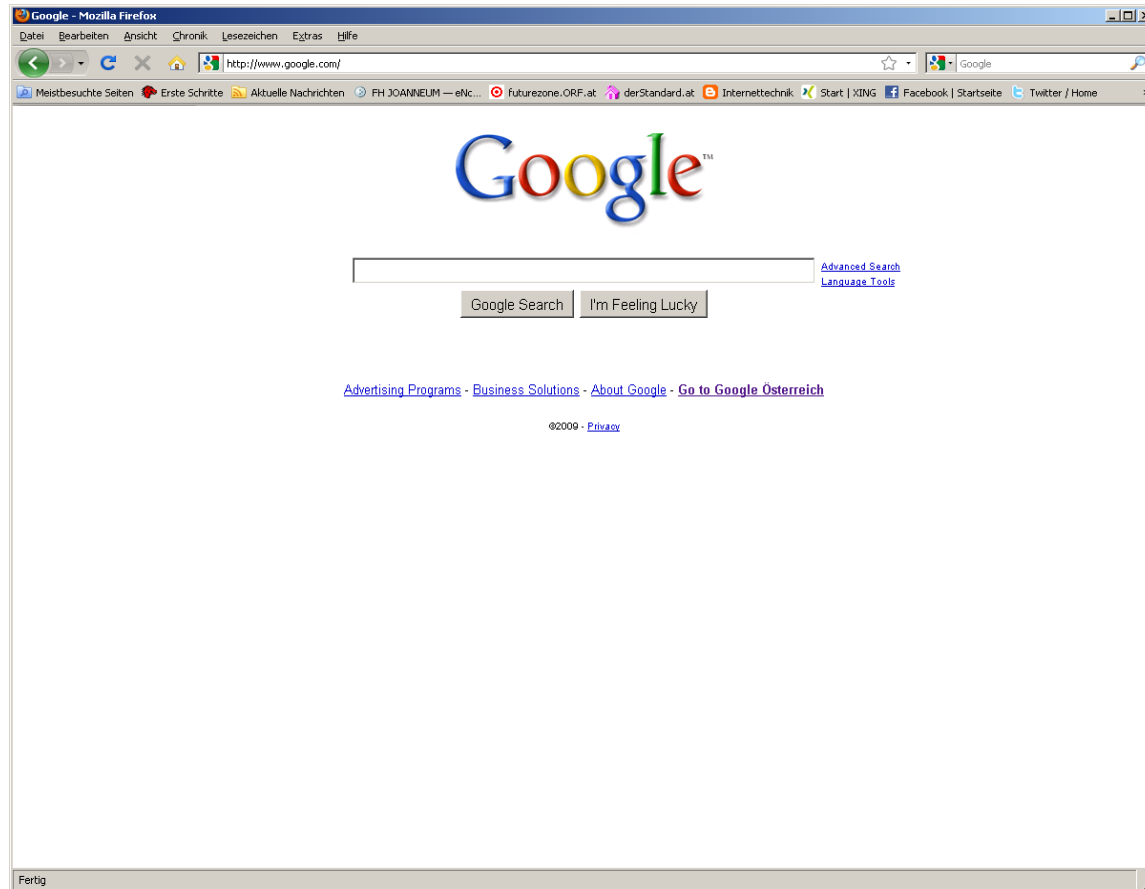 Google - Mozilla Firefox
Datei Bearbeiten Ansicht Chronik Lesezeichen Extras Hilfe
http://www.google.com/ Google
Meistbesuchte Seiten Erste Schritte Aktuelle Nachrichten FH JOANNEUM — eNc... futurezone.ORF.at derStandard.at Internettechnik Start | XING Facebook | Startseite Twitter / Home
Google™
Advanced Search
Language Tools
Google Search I'm Feeling Lucky
Advertising Programs - Business Solutions - About Google - Go to Google Österreich
©2009 - Privacy
Fertig